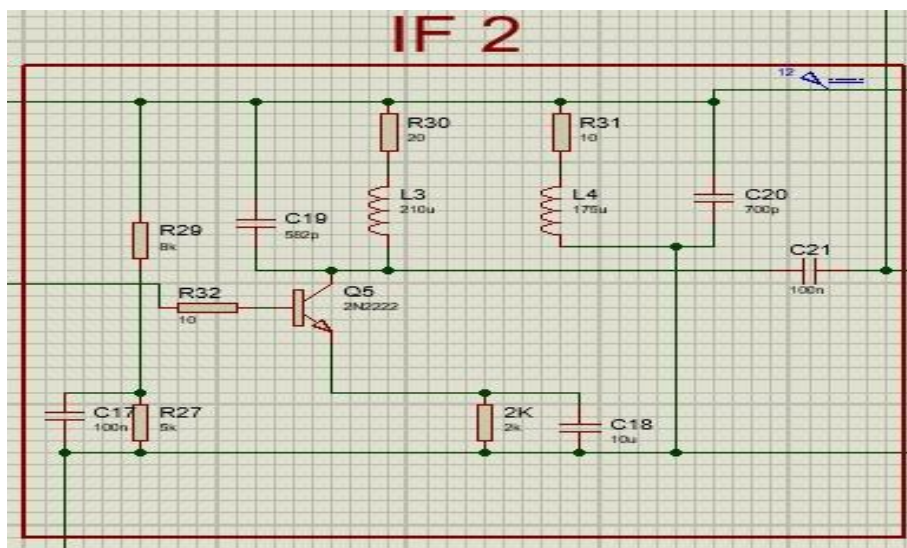 IF 2
12
R30
20
R31
10
L3
210u
L4
175u
C20
700p
C19
582p
R29
8k
C21
100n
R32
10
Q5
2N2222
C17
100n
R27
5k
2K
2k
C18
10u